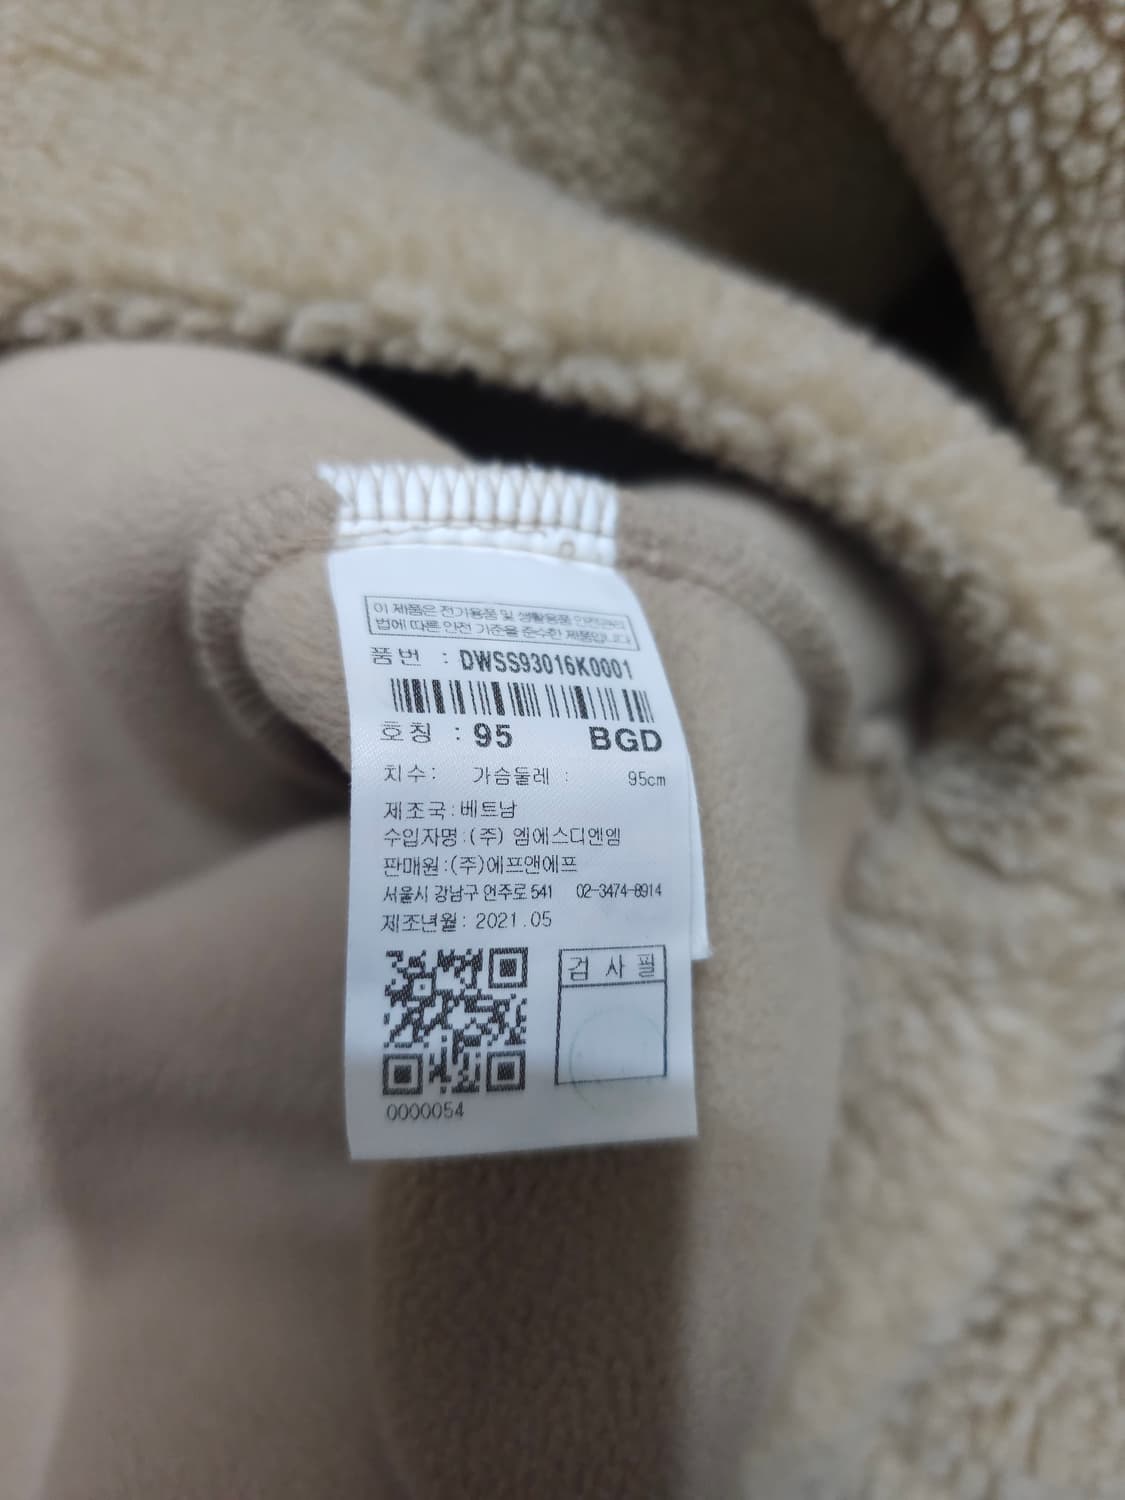 이 제품은 전기용품 및 생활용품 안전관리
법에 따른 안전 기준을 준수한 제품입니다
품번 : DWSS93016K0001
호칭 : 95 BGD
치수: 가슴둘레 : 95cm
제조국:베트남
수입자명:(주) 엠에스디엔엠
판매원:(주)에프앤에프
서울시 강남구 언주로 541 02-3474-8914
제조년월: 2021.05
검 사 필
0000054